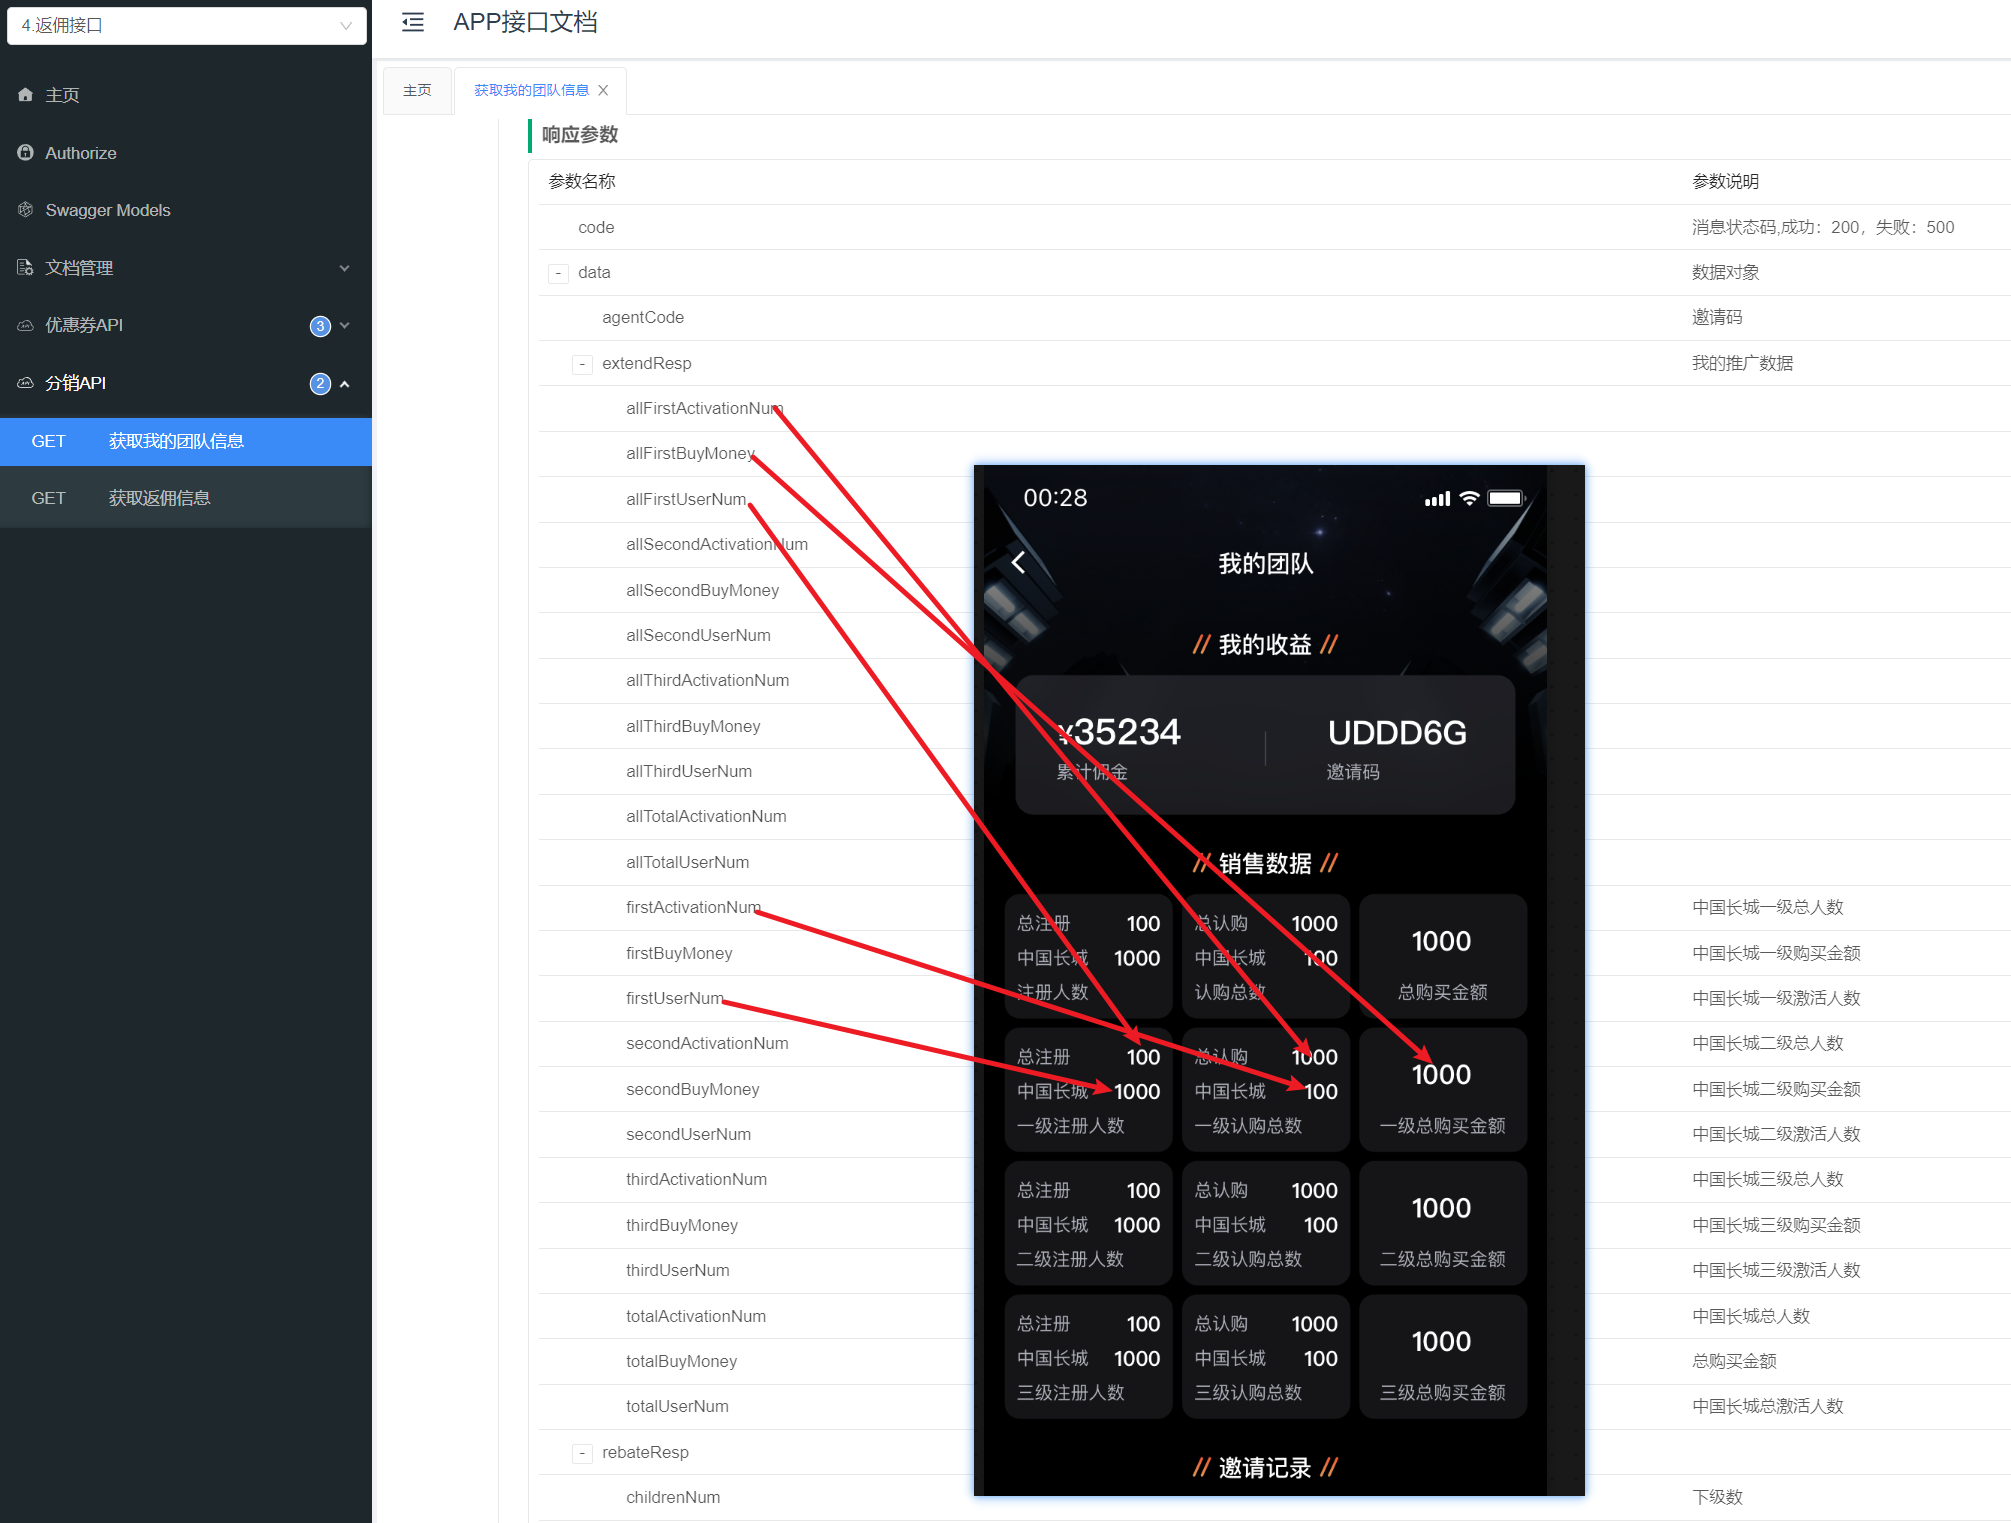 4.返佣接口
APP接口文档
主页
获取我的团队信息
主页
Authorize
Swagger Models
文档管理
优惠券API
3
分销API
2
GET 获取我的团队信息
GET 获取返佣信息
响应参数
参数名称 参数说明
code 消息状态码,成功：200，失败：500
- data 数据对象
agentCode 邀请码
- extendResp 我的推广数据
allFirstActivationNum
allFirstBuyMoney
allFirstUserNum
allSecondActivationNum
allSecondBuyMoney
allSecondUserNum
allThirdActivationNum
allThirdBuyMoney
allThirdUserNum
allTotalActivationNum
allTotalUserNum
firstActivationNum 中国长城一级总人数
firstBuyMoney 中国长城一级购买金额
firstUserNum 中国长城一级激活人数
secondActivationNum 中国长城二级总人数
secondBuyMoney 中国长城二级购买金额
secondUserNum 中国长城二级激活人数
thirdActivationNum 中国长城三级总人数
thirdBuyMoney 中国长城三级购买金额
thirdUserNum 中国长城三级激活人数
totalActivationNum 中国长城总人数
totalBuyMoney 总购买金额
totalUserNum 中国长城总激活人数
- rebateResp
childrenNum 下级数
00:28
我的团队
// 我的收益 //
¥35234 UDDD6G
累计佣金 邀请码
// 销售数据 //
总注册 100
中国长城 1000
注册人数
总认购 1000
中国长城 100
认购总数
1000
总购买金额
总注册 100
中国长城 1000
一级注册人数
总认购 1000
中国长城 100
一级认购总数
1000
一级总购买金额
总注册 100
中国长城 1000
二级注册人数
总认购 1000
中国长城 100
二级认购总数
1000
二级总购买金额
总注册 100
中国长城 1000
三级注册人数
总认购 1000
中国长城 100
三级认购总数
1000
三级总购买金额
// 邀请记录 //